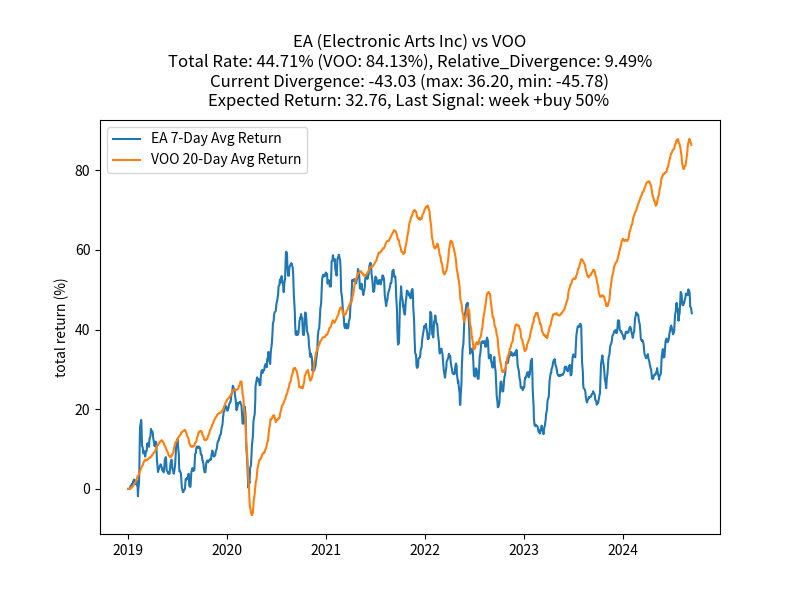 EA (Electronic Arts Inc) vs VOO
Total Rate: 44.71% (VOO: 84.13%), Relative_Divergence: 9.49%
Current Divergence: -43.03 (max: 36.20, min: -45.78)
Expected Return: 32.76, Last Signal: week +buy 50%
EA 7-Day Avg Return
VOO 20-Day Avg Return
total return (%)
80
60
40
20
0
2019 2020 2021 2022 2023 2024